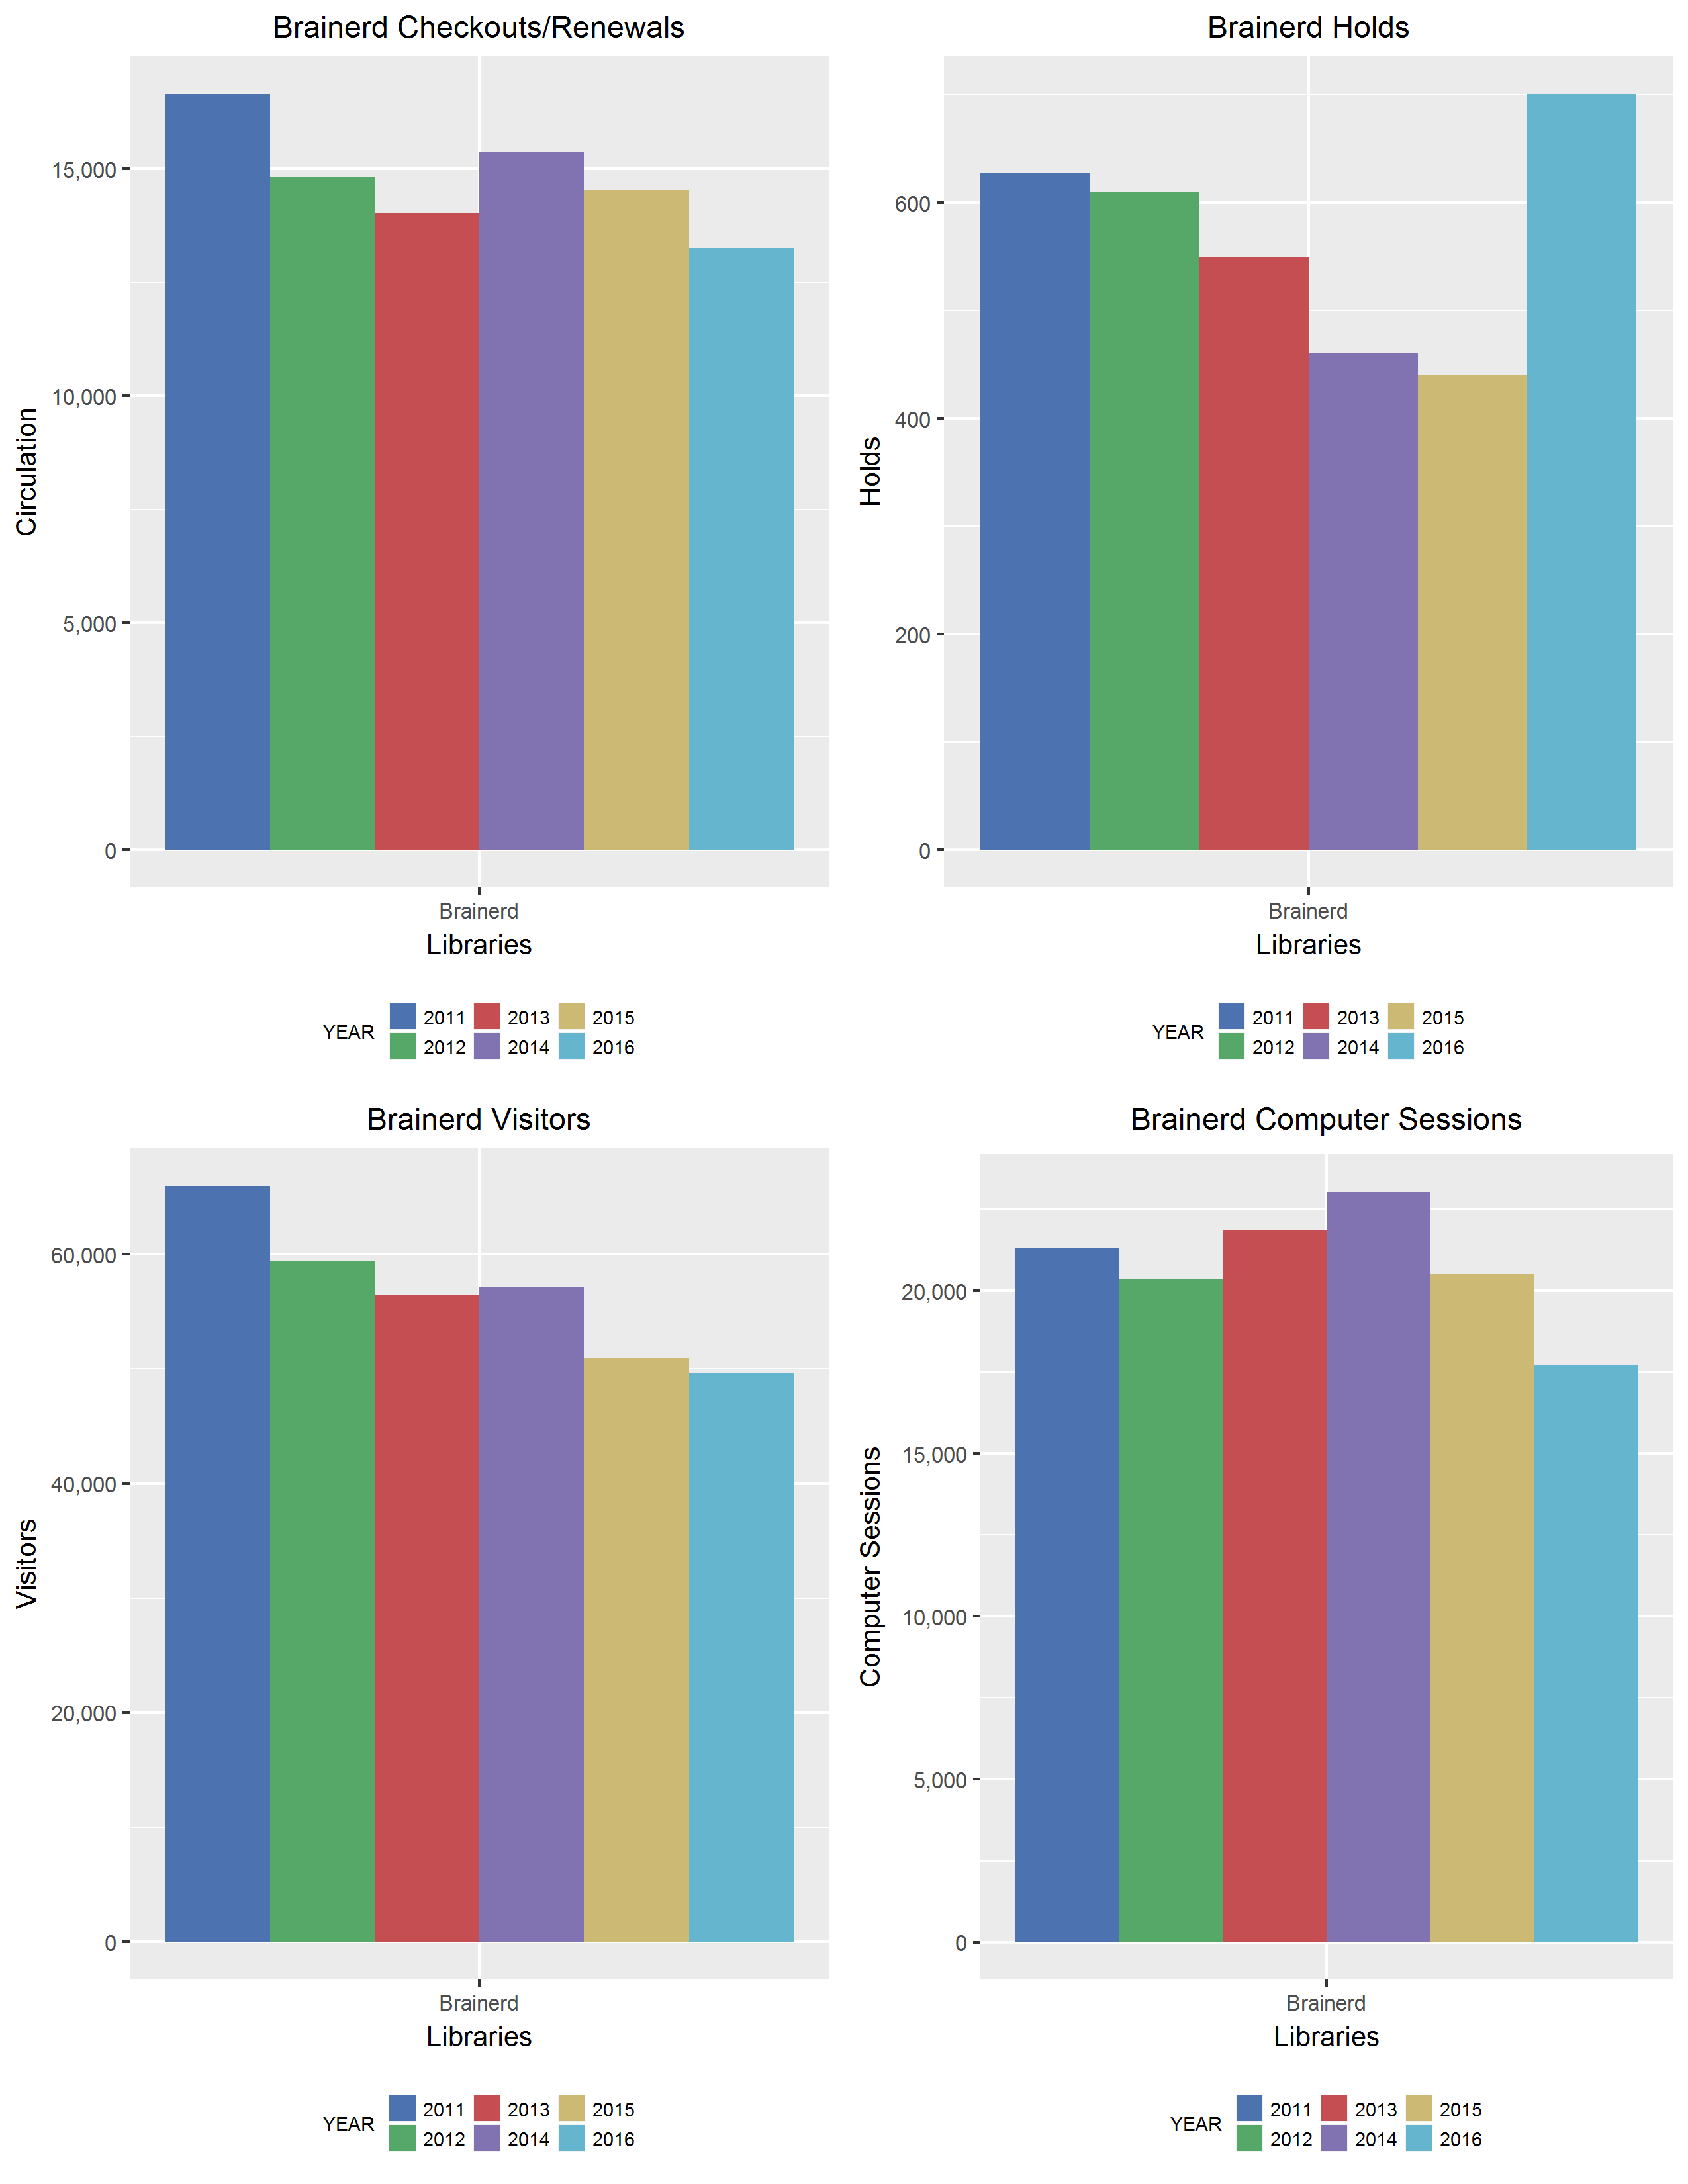 Brainerd Checkouts/Renewals
Circulation
15,000
10,000
5,000
0
Brainerd
Libraries
YEAR 2011 2013 2015
2012 2014 2016
Brainerd Holds
Holds
600
400
200
0
Brainerd
Libraries
YEAR 2011 2013 2015
2012 2014 2016
Brainerd Visitors
Visitors
60,000
40,000
20,000
0
Brainerd
Libraries
YEAR 2011 2013 2015
2012 2014 2016
Brainerd Computer Sessions
Computer Sessions
20,000
15,000
10,000
5,000
0
Brainerd
Libraries
YEAR 2011 2013 2015
2012 2014 2016